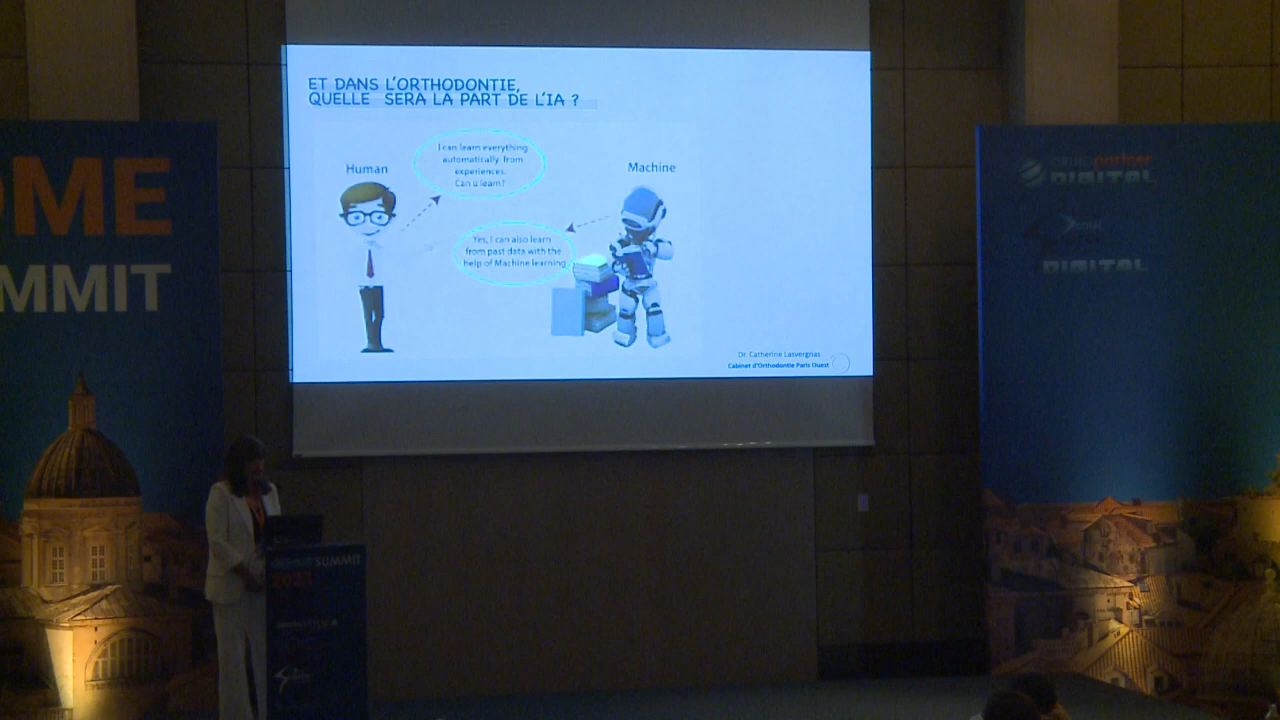 ET DANS L'ORTHODONTIE,
QUELLE SERA LA PART DE L'IA ?
Human
I can learn everything
automatically from
experiences.
Can u learn?
Machine
Yes, I can also learn
from past data with the
help of Machine learning
Dr. Catherine Lasvergnas
Cabinet d'Orthodontie Paris Ouest
OME
MMIT
SUMMIT
DIGITAL
DIGITAL